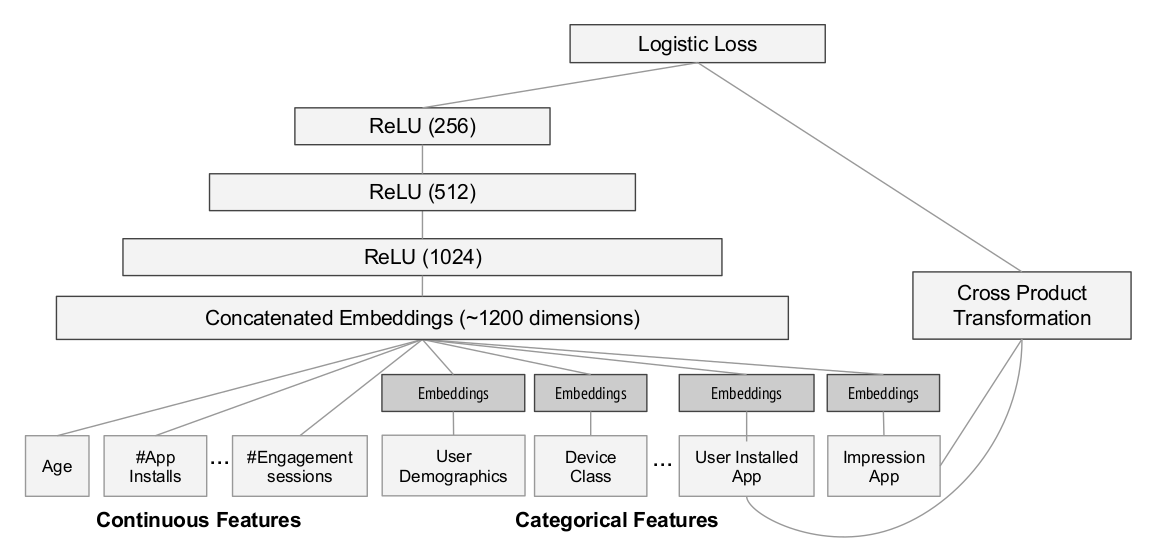 Logistic Loss
ReLU (256)
ReLU (512)
ReLU (1024)
Cross Product
Transformation
Concatenated Embeddings (~1200 dimensions)
Embeddings
Embeddings
Embeddings
Embeddings
Age
#App
Installs
...
#Engagement
sessions
User
Demographics
Device
Class
...
User Installed
App
Impression
App
Continuous Features
Categorical Features